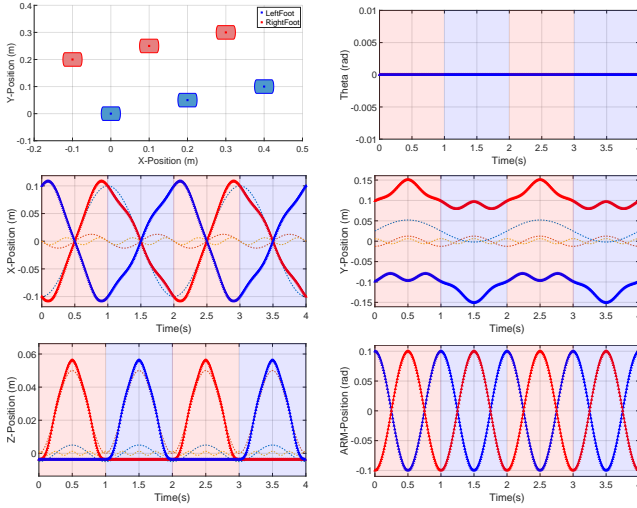 LeftFoot
RightFoot
Y-Position (m)
0.4
0.3
0.2
0.1
0
-0.1
-0.2 -0.1 0 0.1 0.2 0.3 0.4 0.5
X-Position (m)
Theta (rad)
0.01
0.005
0
-0.005
-0.01
0 0.5 1 1.5 2 2.5 3 3.5 4
Time(s)
X-Position (m)
0.1
0.05
0
-0.05
-0.1
0 0.5 1 1.5 2 2.5 3 3.5 4
Time(s)
Y-Position (m)
0.15
0.1
0.05
0
-0.05
-0.1
-0.15
0 0.5 1 1.5 2 2.5 3 3.5 4
Time(s)
Z-Position (m)
0.06
0.04
0.02
0
0 0.5 1 1.5 2 2.5 3 3.5 4
Time(s)
ARM-Position (rad)
0.1
0.05
0
-0.05
-0.1
0 0.5 1 1.5 2 2.5 3 3.5 4
Time(s)